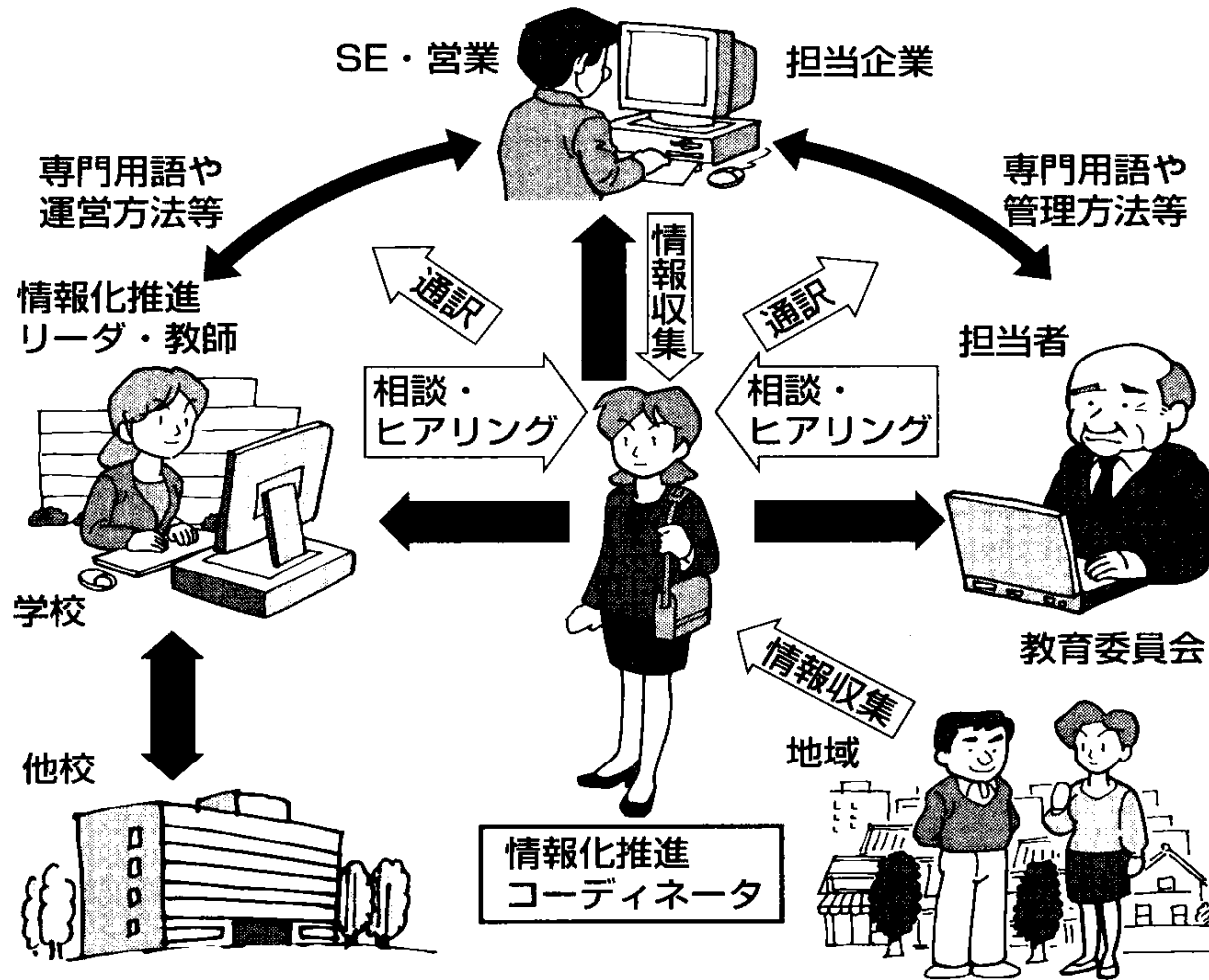 SE・営業
担当企業
専門用語や
運営方法等
専門用語や
管理方法等
情報収集
通訳
通訳
情報化推進
リーダ・教師
担当者
相談・
ヒアリング
相談・
ヒアリング
学校
教育委員会
情報収集
他校
地域
情報化推進
コーディネータ